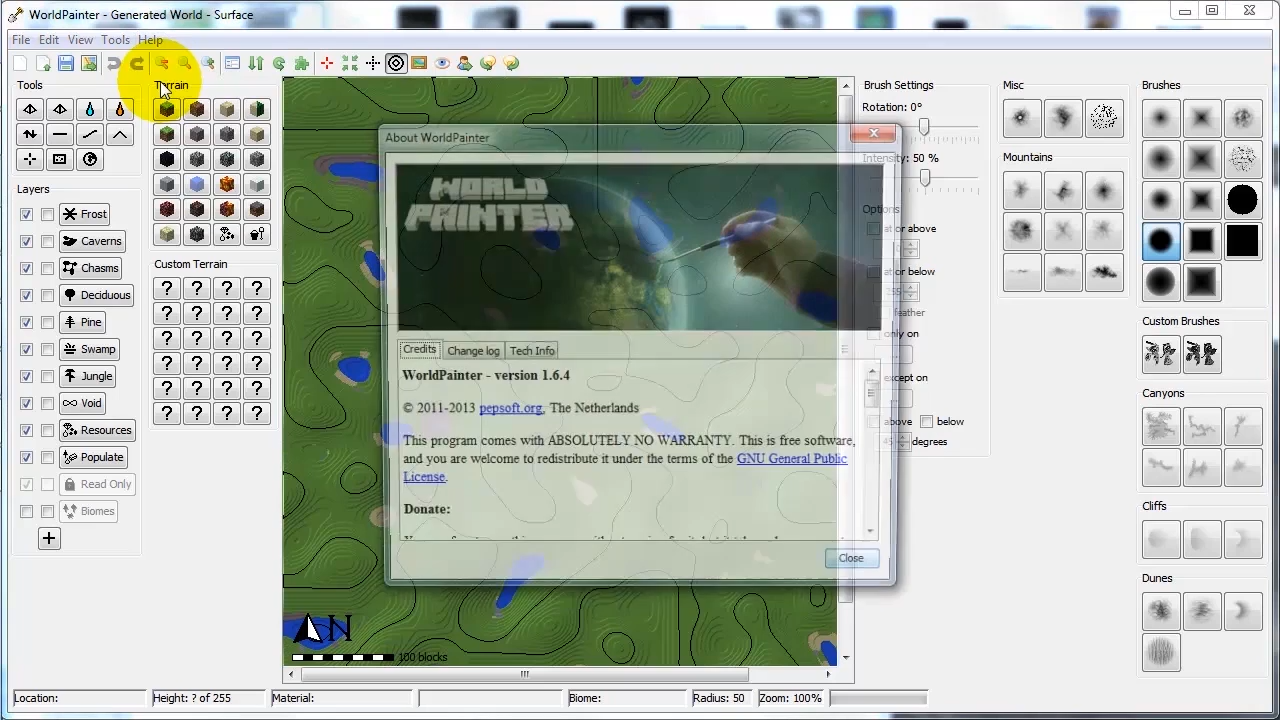 WorldPainter - Generated World - Surface
File Edit View Tools Help
Tools
Terrain
Brush Settings
Misc
Brushes
Rotation: 0°
About WorldPainter
Intensity: 50 %
Mountains
WORLD
PAINTER
Layers
Options
Frost
at or above
Caverns
Custom Terrain
Chasms
at or below
? ? ? ?
Deciduous
255
? ? ? ?
feather
Pine
Custom Brushes
only on
? ? ? ?
Swamp
Credits
Change log
Tech Info
? ? ? ?
Jungle
WorldPainter - version 1.6.4
except on
? ? ? ?
Canyons
Void
© 2011-2013 pepsoft.org, The Netherlands
? ? ? ?
above
below
Resources
This program comes with ABSOLUTELY NO WARRANTY. This is free software,
45
degrees
Populate
and you are welcome to redistribute it under the terms of the GNU General Public
License.
Read Only
Cliffs
Biomes
Donate:
Close
Dunes
N
100 blocks
Location:
Height: ? of 255
Material:
Biome:
Radius: 50
Zoom: 100%